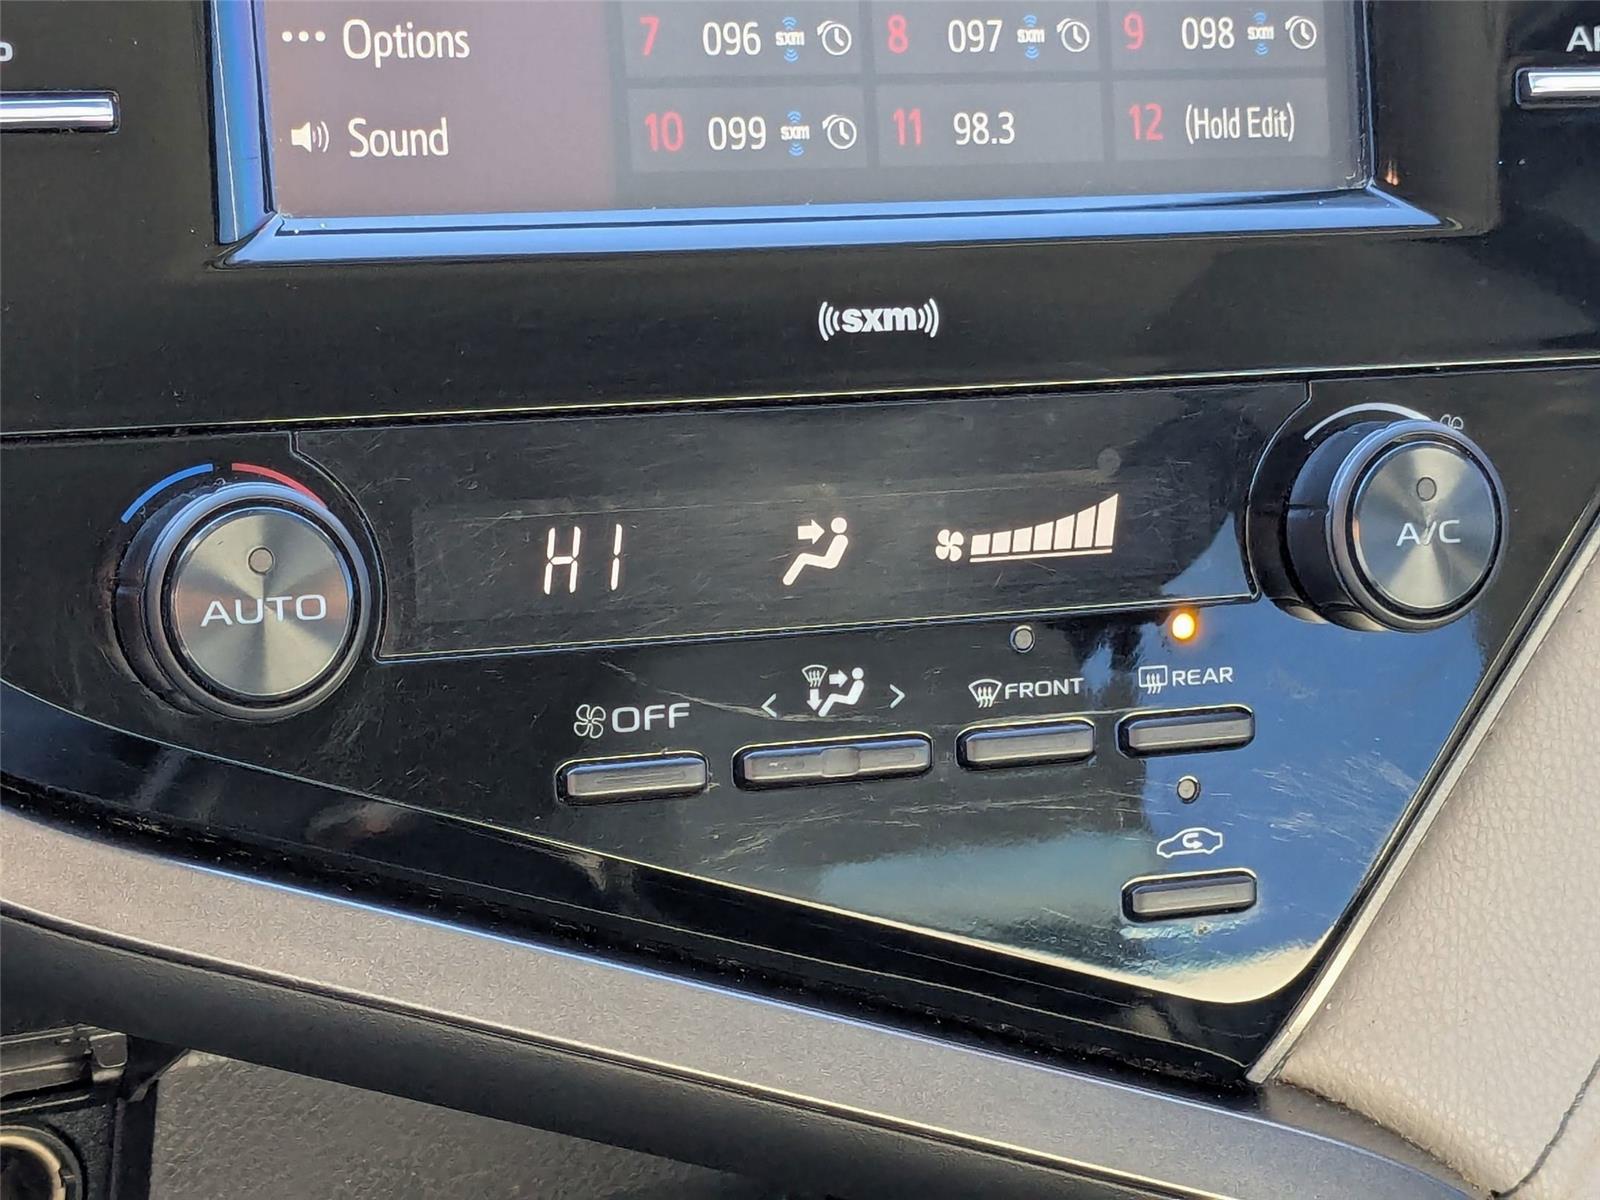 Options
7 096 sxm
8 097 sxm
9 098 sxm
Sound
10 099 sxm
11 98.3
12 (Hold Edit)
sxm
HI
A/C
AUTO
OFF
< >
FRONT
REAR